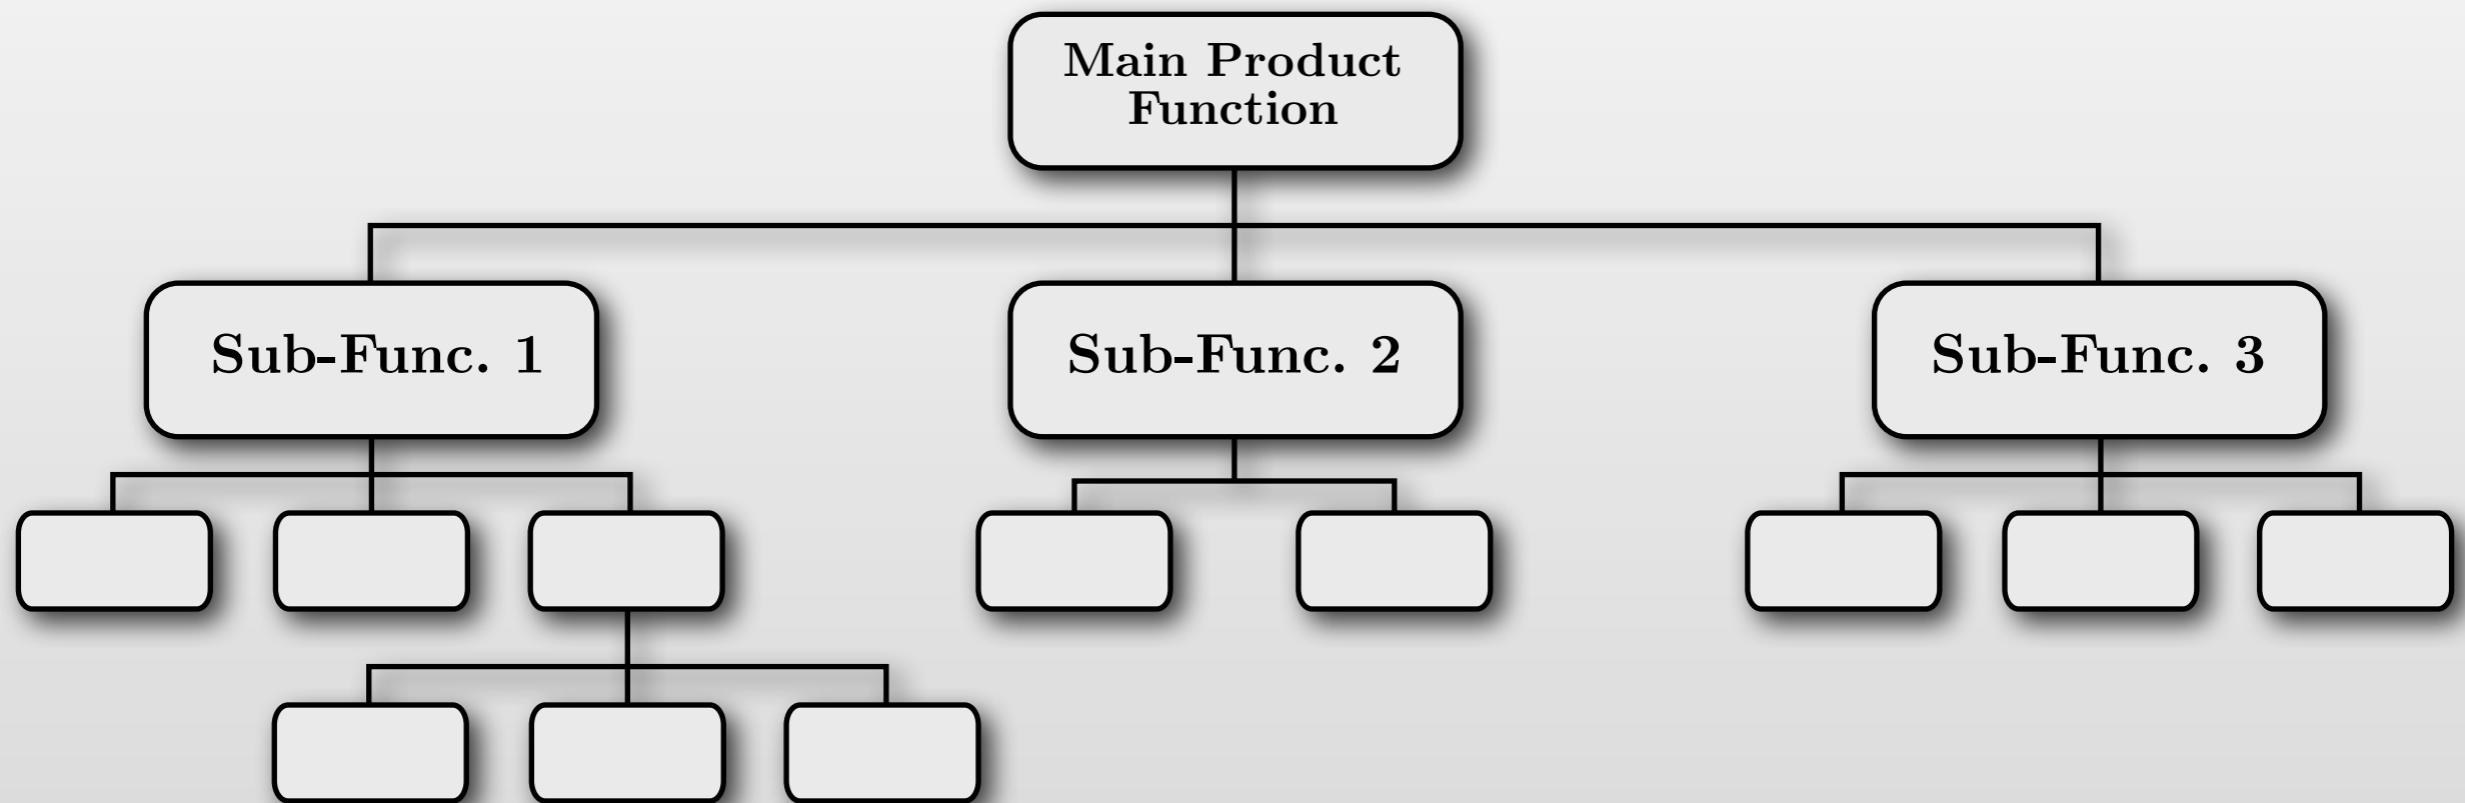 Main Product
Function
Sub-Func. 1
Sub-Func. 2
Sub-Func. 3